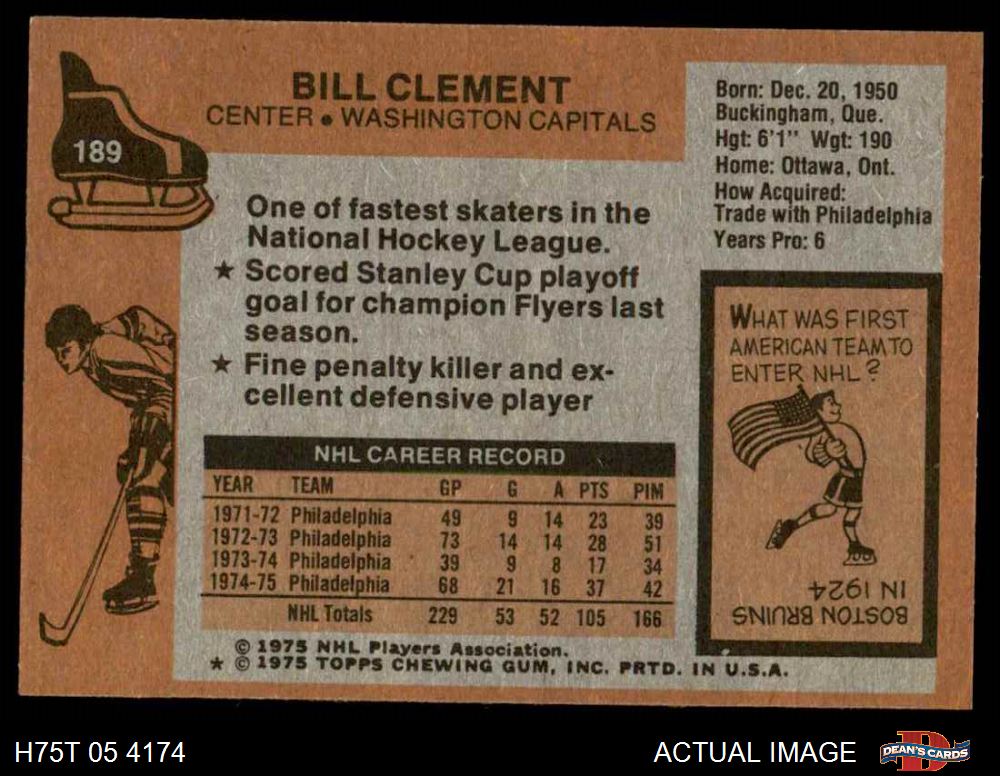 189
BILL CLEMENT
CENTER • WASHINGTON CAPITALS
Born: Dec. 20, 1950
Buckingham, Que.
Hgt: 6'1" Wgt: 190
Home: Ottawa, Ont.
How Acquired:
Trade with Philadelphia
Years Pro: 6
One of fastest skaters in the
National Hockey League.
★ Scored Stanley Cup playoff
goal for champion Flyers last
season.
★ Fine penalty killer and ex-
cellent defensive player
WHAT WAS FIRST
AMERICAN TEAM TO
ENTER NHL?
BOSTON BRUINS
IN 1924
NHL CAREER RECORD
YEAR TEAM GP G A PTS PIM
1971-72 Philadelphia 49 9 14 23 39
1972-73 Philadelphia 73 14 14 28 51
1973-74 Philadelphia 39 9 8 17 34
1974-75 Philadelphia 68 21 16 37 42
NHL Totals 229 53 52 105 166
© 1975 NHL Players Association.
★ © 1975 TOPPS CHEWING GUM, INC. PRTD. IN U.S.A.
H75T 05 4174
ACTUAL IMAGE
D
DEAN'S CARDS